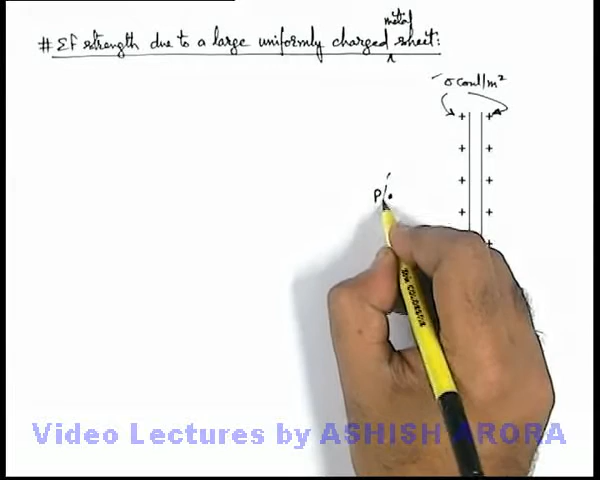 metal
# EF strength due to a large uniformly charged sheet:
σ coul/m²
+ +
+ +
+ +
P
+ +
+
Video Lectures by ASHISH ARORA